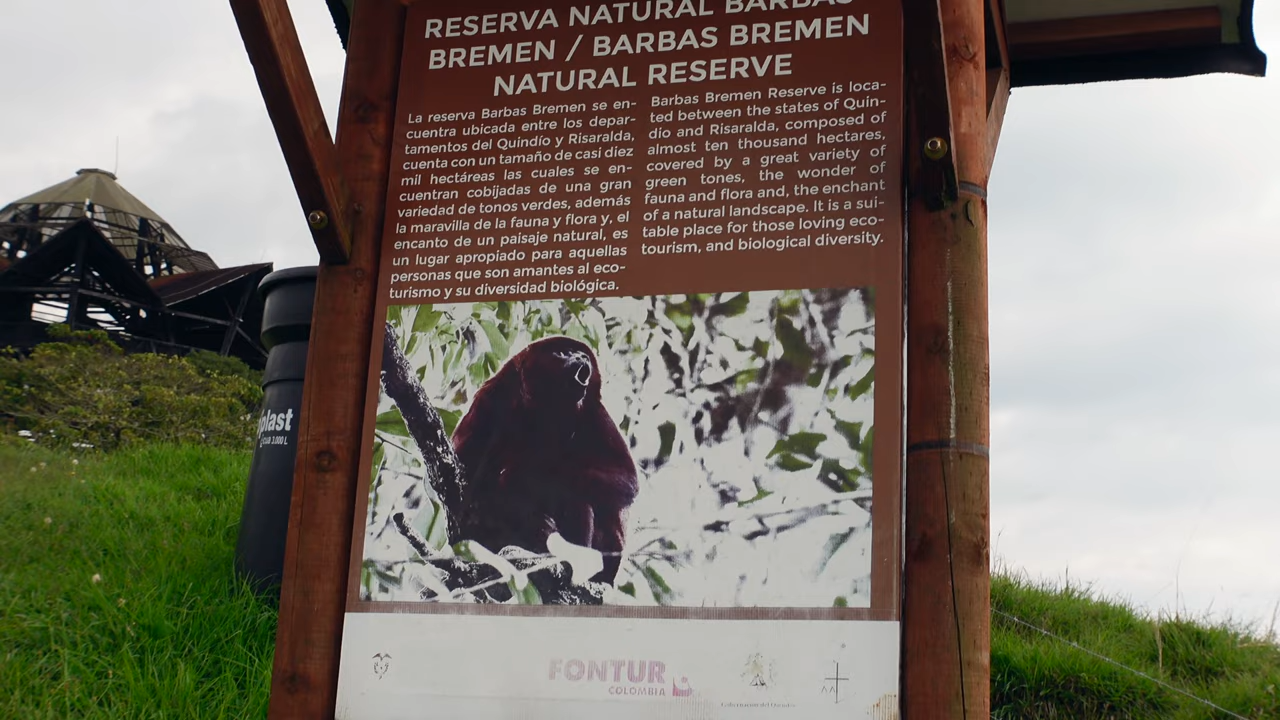 RESERVA NATURAL BARBAS
BREMEN / BARBAS BREMEN
NATURAL RESERVE
La reserva Barbas Bremen se en-
cuentra ubicada entre los depar-
tamentos del Quindío y Risaralda,
cuenta con un tamaño de casi diez
mil hectáreas las cuales se en-
cuentran cobijadas de una gran
variedad de tonos verdes, además
la maravilla de la fauna y flora y, el
encanto de un paisaje natural, es
un lugar apropiado para aquellas
personas que son amantes al eco-
turismo y su diversidad biológica.
Barbas Bremen Reserve is loca-
ted between the states of Quin-
dio and Risaralda, composed of
almost ten thousand hectares,
covered by a great variety of
green tones, the wonder of
fauna and flora and, the enchant
of a natural landscape. It is a sui-
table place for those loving eco-
tourism, and biological diversity.
plast
FONTUR
COLOMBIA